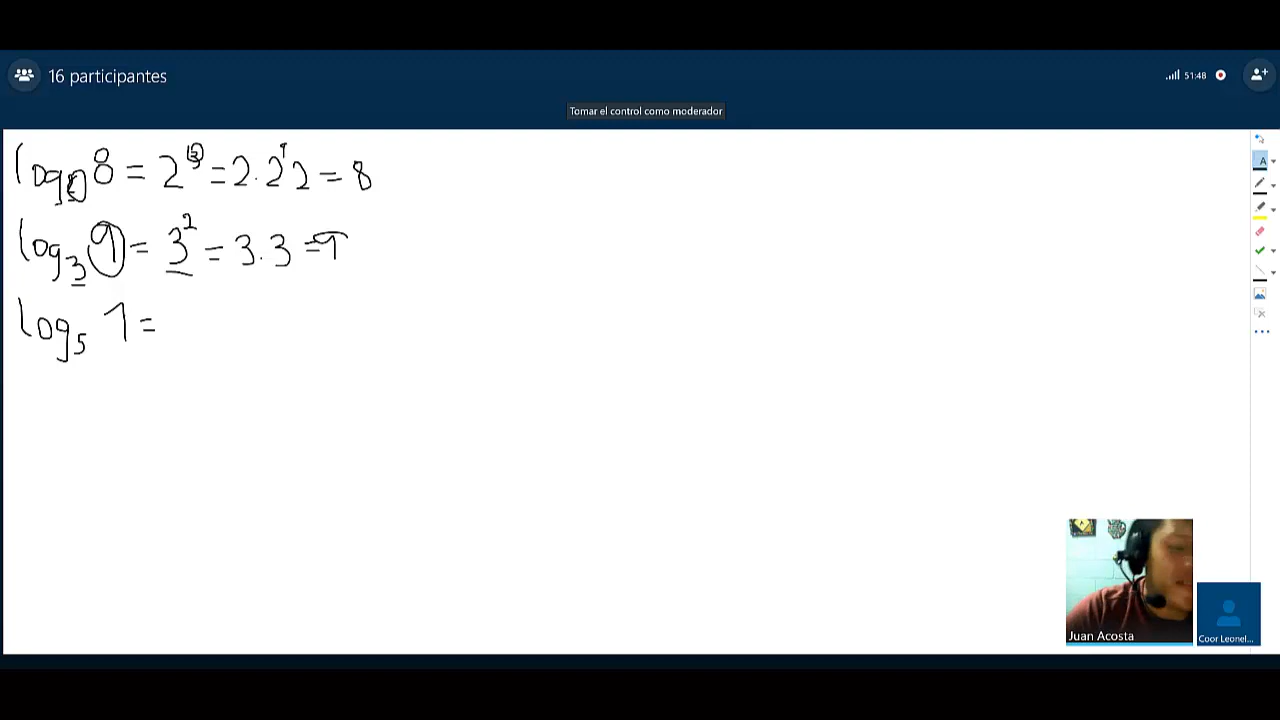 16 participantes
51:48
Tomar el control como moderador
log₂ 8 = 2³ = 2.2.2 = 8
log₃ 9 = 3² = 3.3 = 9
log₅ 1 =
A
Juan Acosta
Coor Leonel...